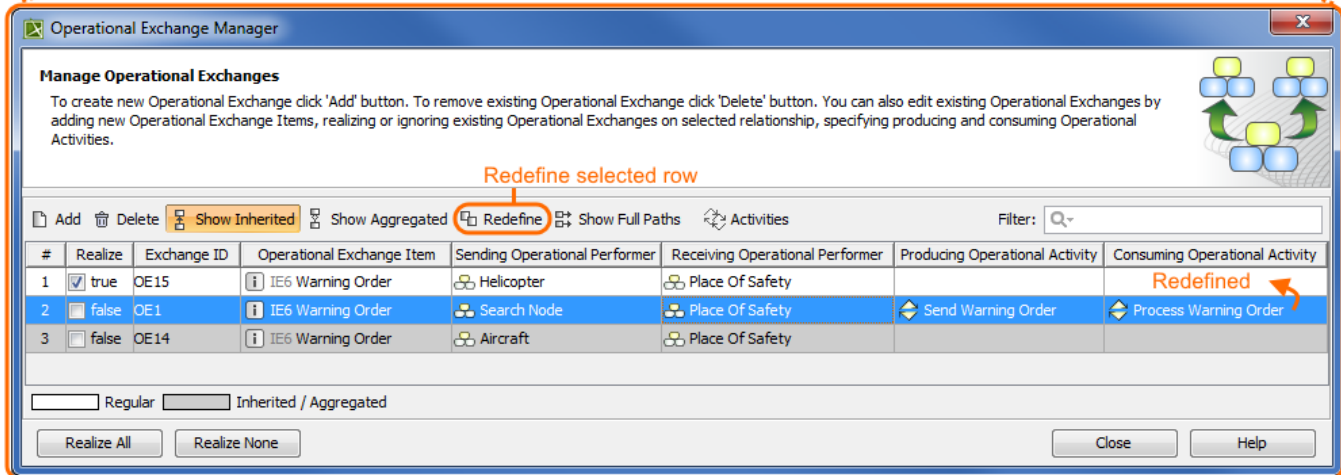 Operational Exchange Manager
Manage Operational Exchanges
To create new Operational Exchange click 'Add' button. To remove existing Operational Exchange click 'Delete' button. You can also edit existing Operational Exchanges by
adding new Operational Exchange Items, realizing or ignoring existing Operational Exchanges on selected relationship, specifying producing and consuming Operational
Activities.
Redefine selected row
Add Delete Show Inherited Show Aggregated Redefine Show Full Paths Activities Filter:
# Realize Exchange ID Operational Exchange Item Sending Operational Performer Receiving Operational Performer Producing Operational Activity Consuming Operational Activity
1 true OE15 IE6 Warning Order Helicopter Place Of Safety Redefined
2 false OE1 IE6 Warning Order Search Node Place Of Safety Send Warning Order Process Warning Order
3 false OE14 IE6 Warning Order Aircraft Place Of Safety
Regular Inherited / Aggregated
Realize All Realize None Close Help